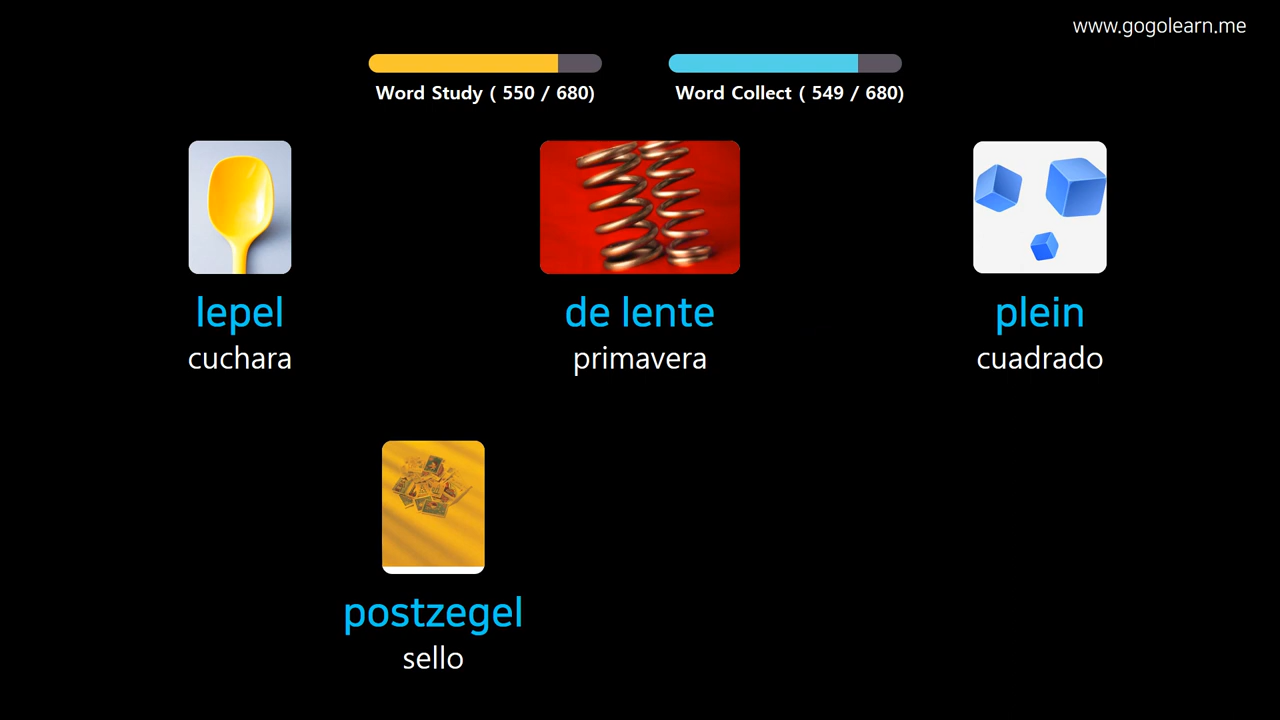 www.gogolearn.me
Word Study ( 550 / 680)
Word Collect ( 549 / 680)
lepel
cuchara
de lente
primavera
plein
cuadrado
postzegel
sello